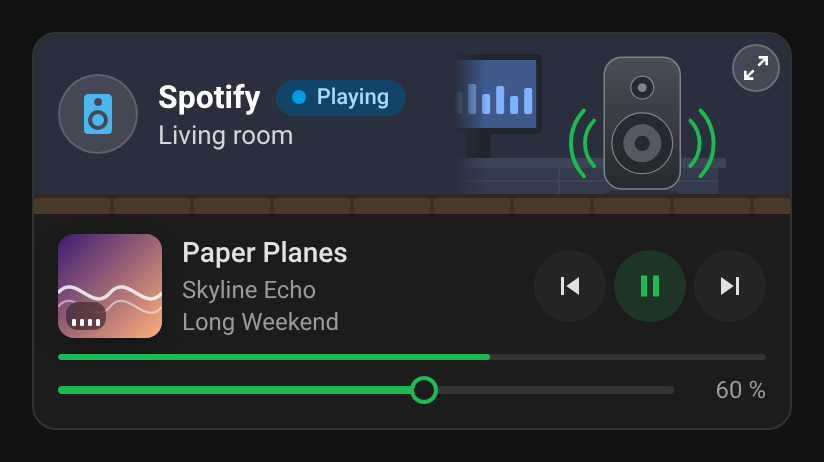 Spotify
Playing
Living room
Paper Planes
Skyline Echo
Long Weekend
60 %